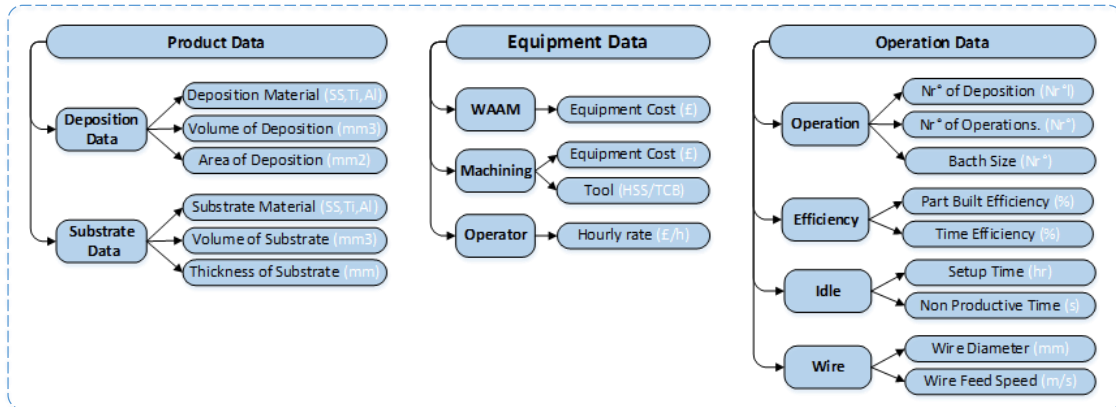 Product Data
Deposition Data
Deposition Material (SS,Ti,Al)
Volume of Deposition (mm3)
Area of Deposition (mm2)
Substrate Data
Substrate Material (SS,Ti,Al)
Volume of Substrate (mm3)
Thickness of Substrate (mm)
Equipment Data
WAAM
Equipment Cost (£)
Machining
Equipment Cost (£)
Tool (HSS/TCB)
Operator
Hourly rate (£/h)
Operation Data
Operation
Nr° of Deposition (Nr°l)
Nr° of Operations. (Nr°)
Bacth Size (Nr°)
Efficiency
Part Built Efficiency (%)
Time Efficiency (%)
Idle
Setup Time (hr)
Non Productive Time (s)
Wire
Wire Diameter (mm)
Wire Feed Speed (m/s)